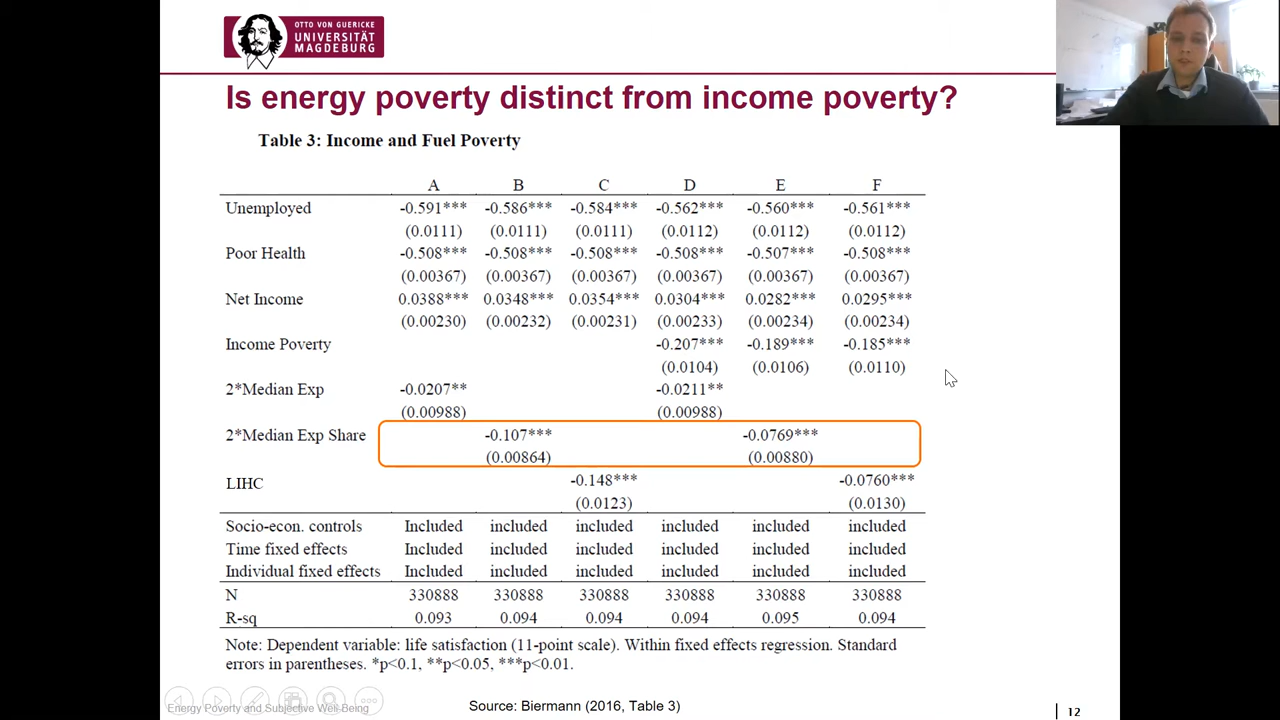 OTTO VON GUERICKE
UNIVERSITÄT
MAGDEBURG
Is energy poverty distinct from income poverty?
Table 3: Income and Fuel Poverty
A B C D E F
Unemployed -0.591*** -0.586*** -0.584*** -0.562*** -0.560*** -0.561***
(0.0111) (0.0111) (0.0111) (0.0112) (0.0112) (0.0112)
Poor Health -0.508*** -0.508*** -0.508*** -0.508*** -0.507*** -0.508***
(0.00367) (0.00367) (0.00367) (0.00367) (0.00367) (0.00367)
Net Income 0.0388*** 0.0348*** 0.0354*** 0.0304*** 0.0282*** 0.0295***
(0.00230) (0.00232) (0.00231) (0.00233) (0.00234) (0.00234)
Income Poverty -0.207*** -0.189*** -0.185***
(0.0104) (0.0106) (0.0110)
2*Median Exp -0.0207** -0.0211**
(0.00988) (0.00988)
2*Median Exp Share -0.107*** -0.0769***
(0.00864) (0.00880)
LIHC -0.148*** -0.0760***
(0.0123) (0.0130)
Socio-econ. controls Included included included included included included
Time fixed effects Included included included included included included
Individual fixed effects Included included included included included included
N 330888 330888 330888 330888 330888 330888
R-sq 0.093 0.094 0.094 0.094 0.095 0.094
Note: Dependent variable: life satisfaction (11-point scale). Within fixed effects regression. Standard
errors in parentheses. *p<0.1, **p<0.05, ***p<0.01.
Energy Poverty and Subjective Well-Being
Source: Biermann (2016, Table 3)
12